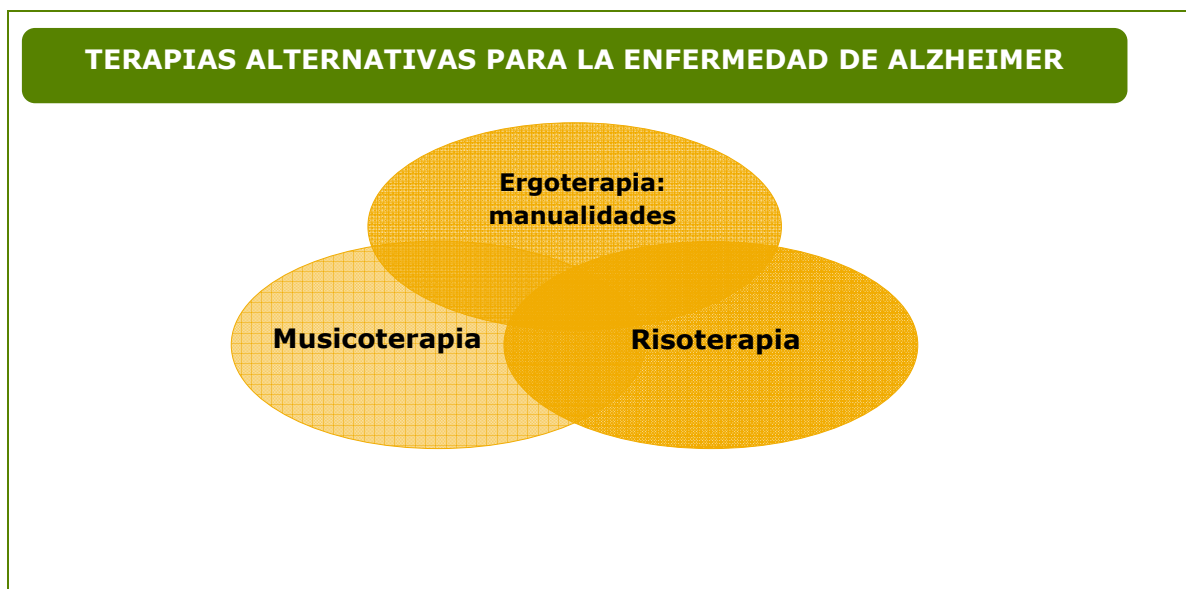 TERAPIAS ALTERNATIVAS PARA LA ENFERMEDAD DE ALZHEIMER
Ergoterapia:
manualidades
Musicoterapia
Risoterapia